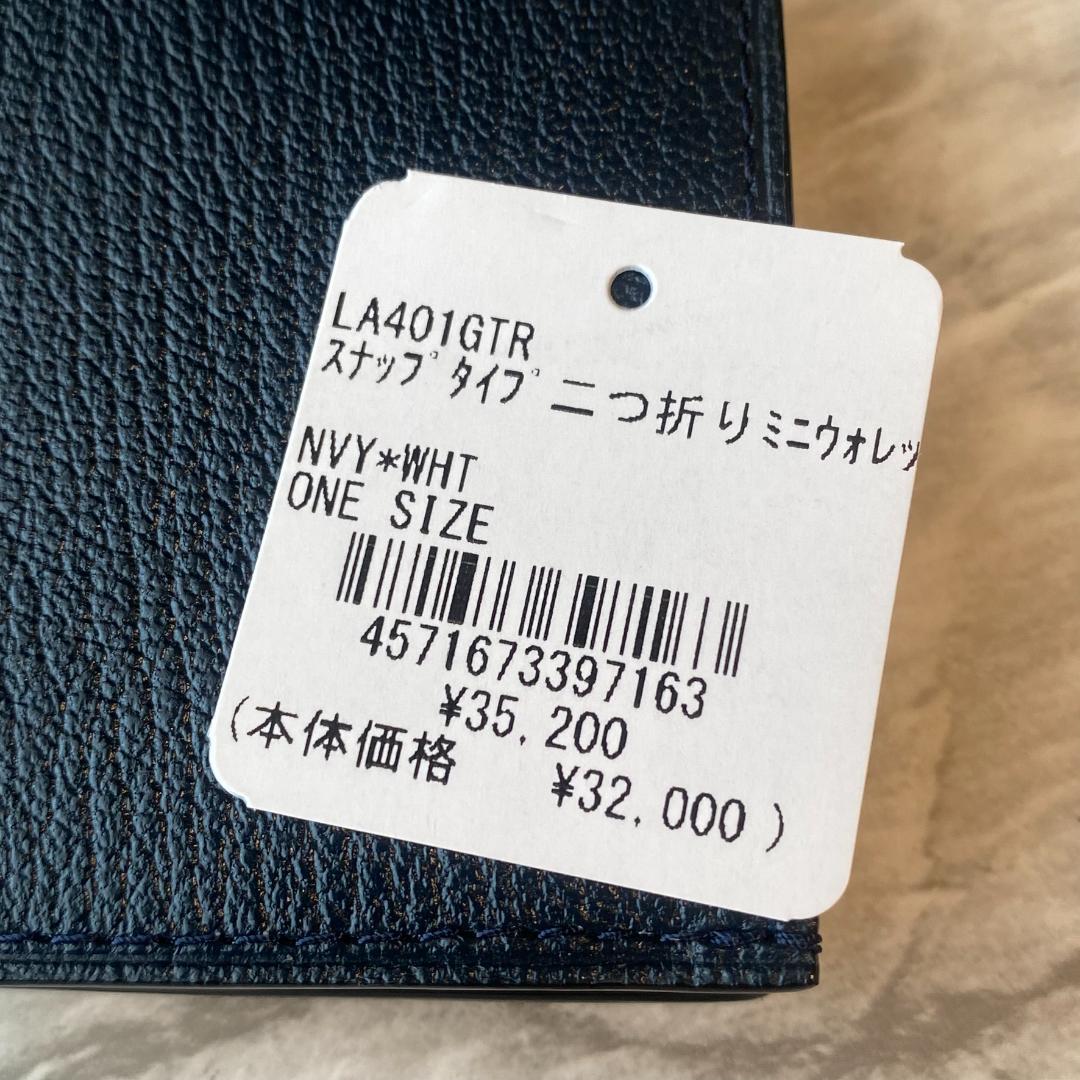 LA401GTR
ｽﾅｯﾌﾟﾀｲﾌﾟ二つ折りﾐﾆｳｫﾚｯ
NVY*WHT
ONE SIZE
4571673397163
¥35,200
(本体価格 ¥32,000)